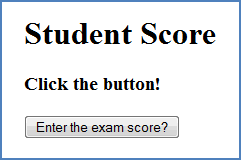 Student Score
Click the button!
Enter the exam score?